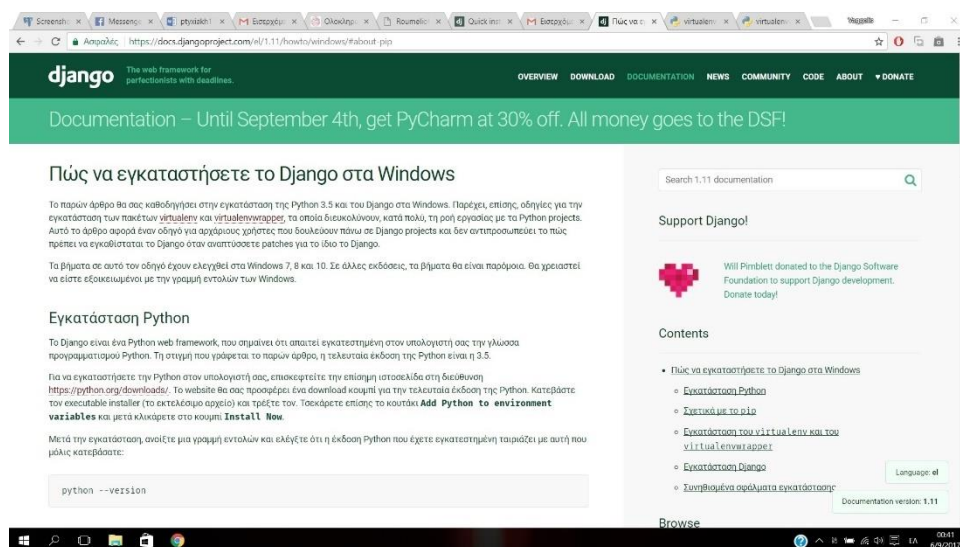 Screenshc
Messenge
ptyxiakh1
Εισερχόμε
Ολοκληρι
Roumelio
Quick inst
Εισερχόμε
Πώς να ε
virtualenv
virtualenv
Ασφαλές | https://docs.djangoproject.com/el/1.11/howto/windows/#about-pip
django
The web framework for
perfectionists with deadlines.
OVERVIEW DOWNLOAD DOCUMENTATION NEWS COMMUNITY CODE ABOUT ♥ DONATE
Documentation – Until September 4th, get PyCharm at 30% off. All money goes to the DSF!
Πώς να εγκαταστήσετε το Django στα Windows
Το παρών άρθρο θα σας καθοδηγήσει στην εγκατάσταση της Python 3.5 και του Django στα Windows. Παρέχει, επίσης, οδηγίες για την
εγκατάσταση των πακέτων virtualenv και virtualenvwrapper, τα οποία διευκολύνουν, κατά πολύ, τη ροή εργασίας με τα Python projects.
Αυτό το άρθρο αφορά έναν οδηγό για αρχάριους χρήστες που δουλεύουν πάνω σε Django projects και δεν αντιπροσωπεύει το πώς
πρέπει να εγκαθίσταται το Django όταν αναπτύσσετε patches για το ίδιο το Django.
Τα βήματα σε αυτό τον οδηγό έχουν ελεγχθεί στα Windows 7, 8 και 10. Σε άλλες εκδόσεις, τα βήματα θα είναι παρόμοια. Θα χρειαστεί
να είστε εξοικειωμένοι με την γραμμή εντολών των Windows.
Εγκατάσταση Python
Το Django είναι ένα Python web framework, που σημαίνει ότι απαιτεί εγκατεστημένη στον υπολογιστή σας την γλώσσα
προγραμματισμού Python. Τη στιγμή που γράφεται το παρών άρθρο, η τελευταία έκδοση της Python είναι η 3.5.
Για να εγκαταστήσετε την Python στον υπολογιστή σας, επισκεφτείτε την επίσημη ιστοσελίδα στη διεύθυνση
https://python.org/downloads/. Το website θα σας προσφέρει ένα download κουμπί για την τελευταία έκδοση της Python. Κατεβάστε
τον executable installer (το εκτελέσιμο αρχείο) και τρέξτε τον. Τσεκάρετε επίσης το κουτάκι Add Python to environment
variables και μετά κλικάρετε στο κουμπί Install Now.
Μετά την εγκατάσταση, ανοίξτε μια γραμμή εντολών και ελέγξτε ότι η έκδοση Python που έχετε εγκατεστημένη ταιριάζει με αυτή που
μόλις κατεβάσατε:
python --version
Search 1.11 documentation
Support Django!
Will Pimblett donated to the Django Software
Foundation to support Django development.
Donate today!
Contents
Πώς να εγκαταστήσετε το Django στα Windows
Εγκατάσταση Python
Σχετικά με το pip
Εγκατάσταση του virtualenv και του
virtualenvwrapper
Εγκατάσταση Django
Συνηθισμένα σφάλματα εγκατάστασης
Browse
Language: el
Documentation version: 1.11
00:41
6/9/2017